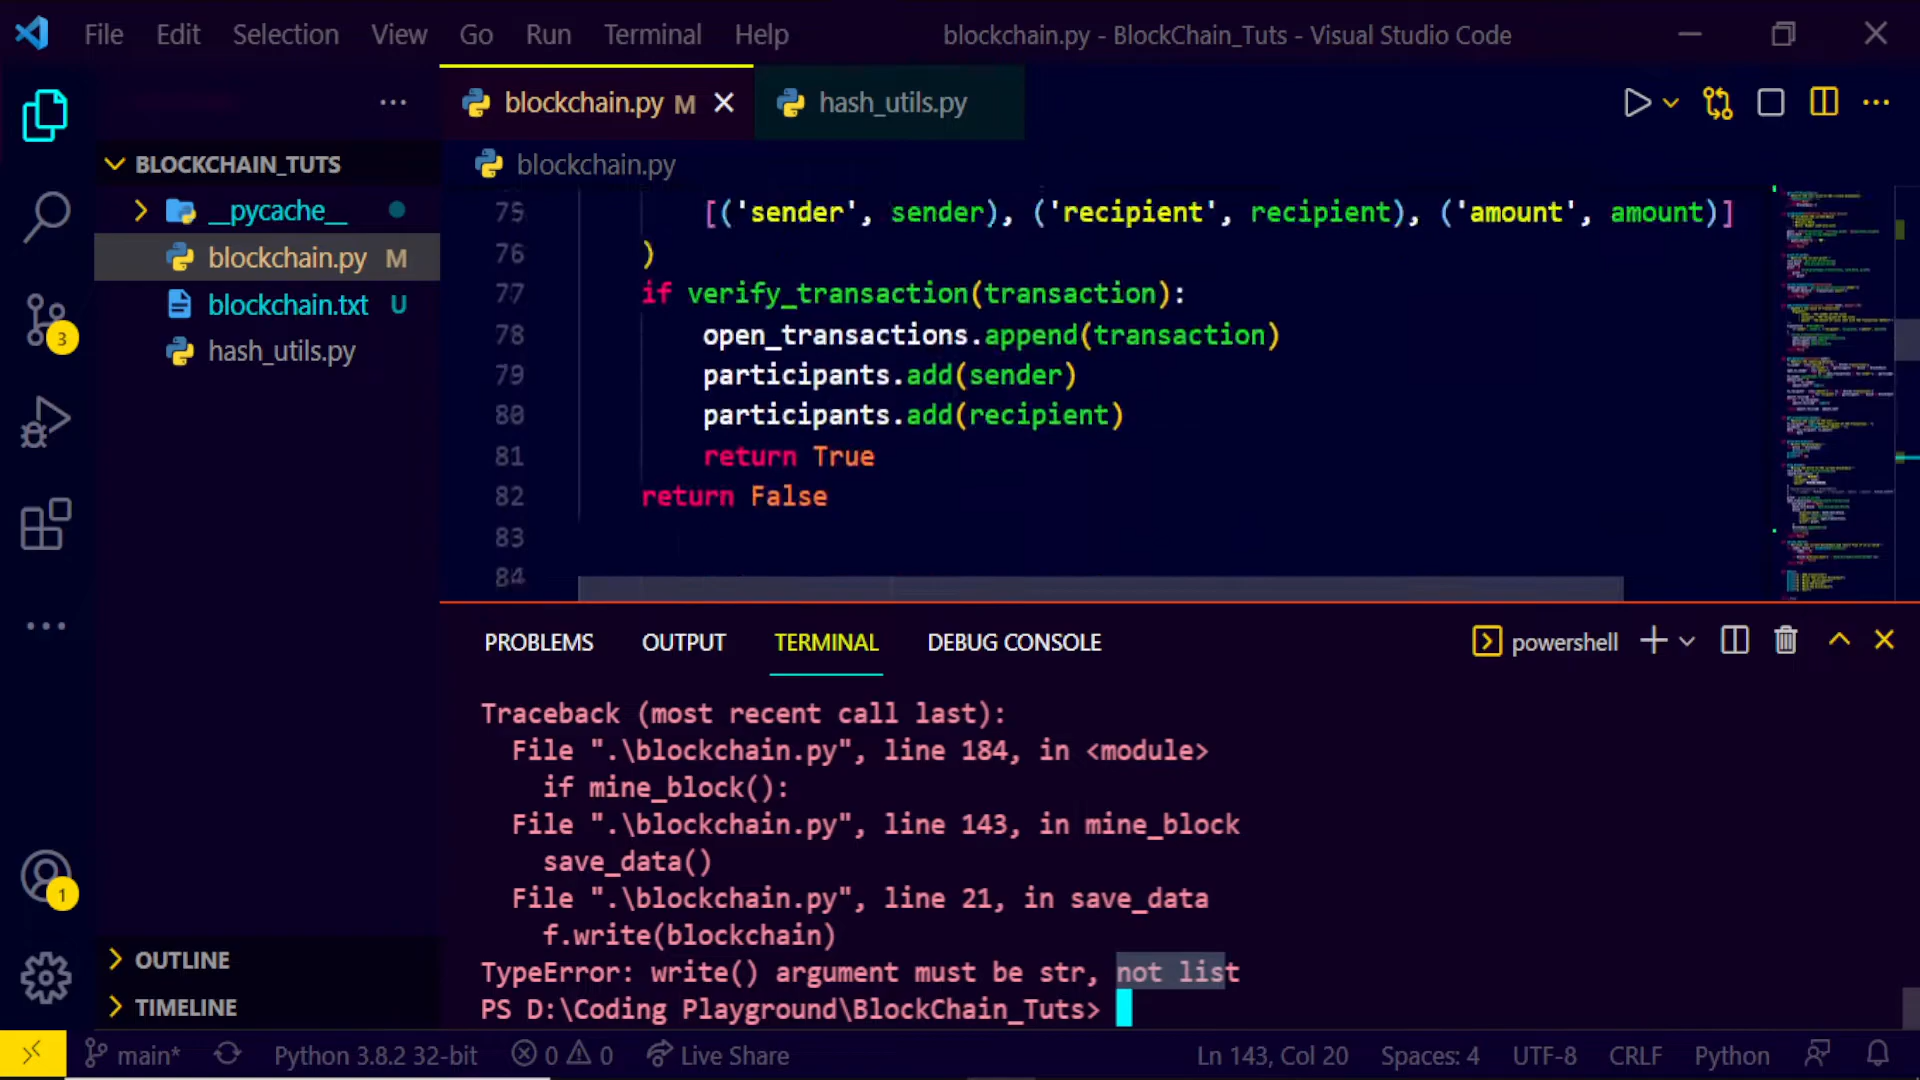 File Edit Selection View Go Run Terminal Help
blockchain.py - BlockChain_Tuts - Visual Studio Code
blockchain.py M
hash_utils.py
BLOCKCHAIN_TUTS
__pycache__
blockchain.py M
blockchain.txt U
hash_utils.py
3
1
OUTLINE
TIMELINE
blockchain.py
75 [('sender', sender), ('recipient', recipient), ('amount', amount)]
76 )
77 if verify_transaction(transaction):
78 open_transactions.append(transaction)
79 participants.add(sender)
80 participants.add(recipient)
81 return True
82 return False
83
84
PROBLEMS OUTPUT TERMINAL DEBUG CONSOLE
powershell
Traceback (most recent call last):
File ".\blockchain.py", line 184, in <module>
if mine_block():
File ".\blockchain.py", line 143, in mine_block
save_data()
File ".\blockchain.py", line 21, in save_data
f.write(blockchain)
TypeError: write() argument must be str, not list
PS D:\Coding Playground\BlockChain_Tuts>
main* Python 3.8.2 32-bit 0 0 Live Share Ln 143, Col 20 Spaces: 4 UTF-8 CRLF Python